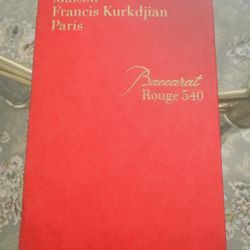 Maison
Francis Kurkdjian
Paris
Baccarat
Rouge 540